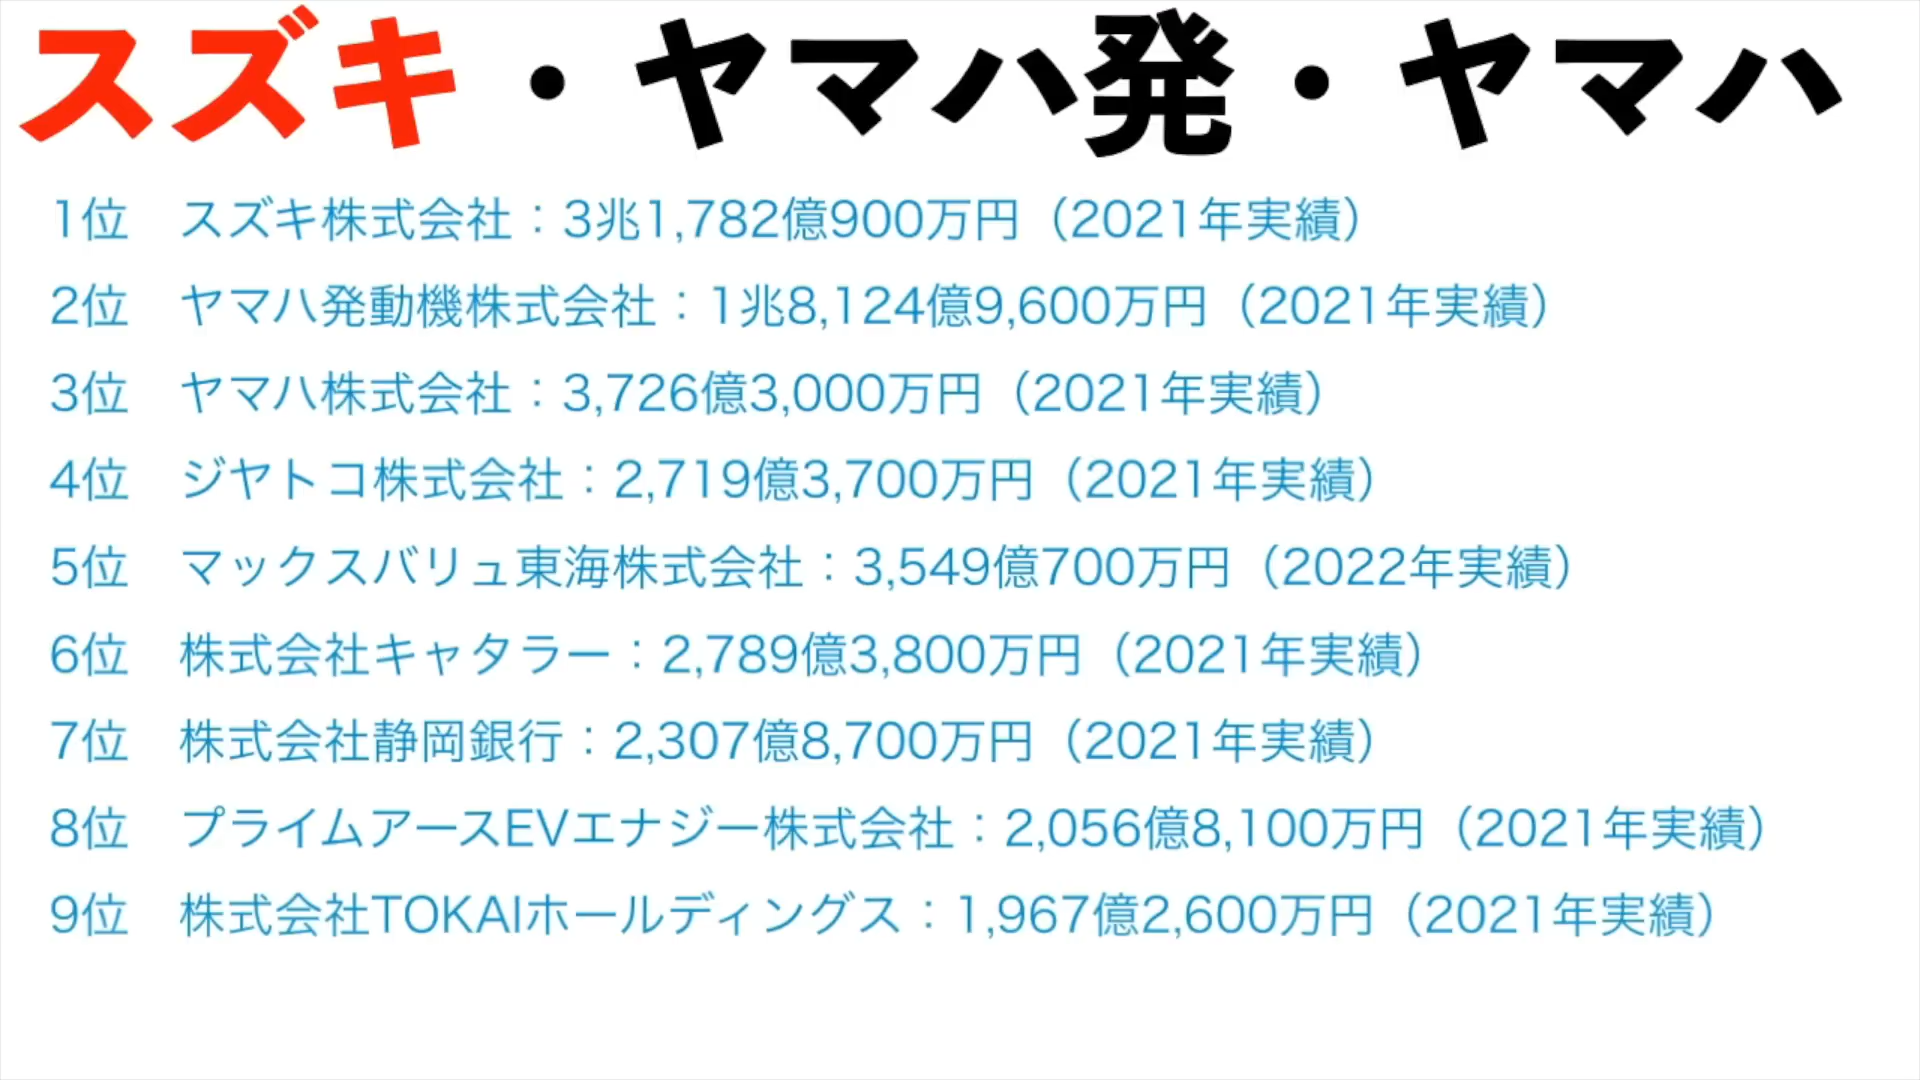 スズキ・ヤマハ発・ヤマハ
1位　スズキ株式会社：3兆1,782億900万円（2021年実績）
2位　ヤマハ発動機株式会社：1兆8,124億9,600万円（2021年実績）
3位　ヤマハ株式会社：3,726億3,000万円（2021年実績）
4位　ジヤトコ株式会社：2,719億3,700万円（2021年実績）
5位　マックスバリュ東海株式会社：3,549億700万円（2022年実績）
6位　株式会社キャタラー：2,789億3,800万円（2021年実績）
7位　株式会社静岡銀行：2,307億8,700万円（2021年実績）
8位　プライムアースEVエナジー株式会社：2,056億8,100万円（2021年実績）
9位　株式会社TOKAIホールディングス：1,967億2,600万円（2021年実績）